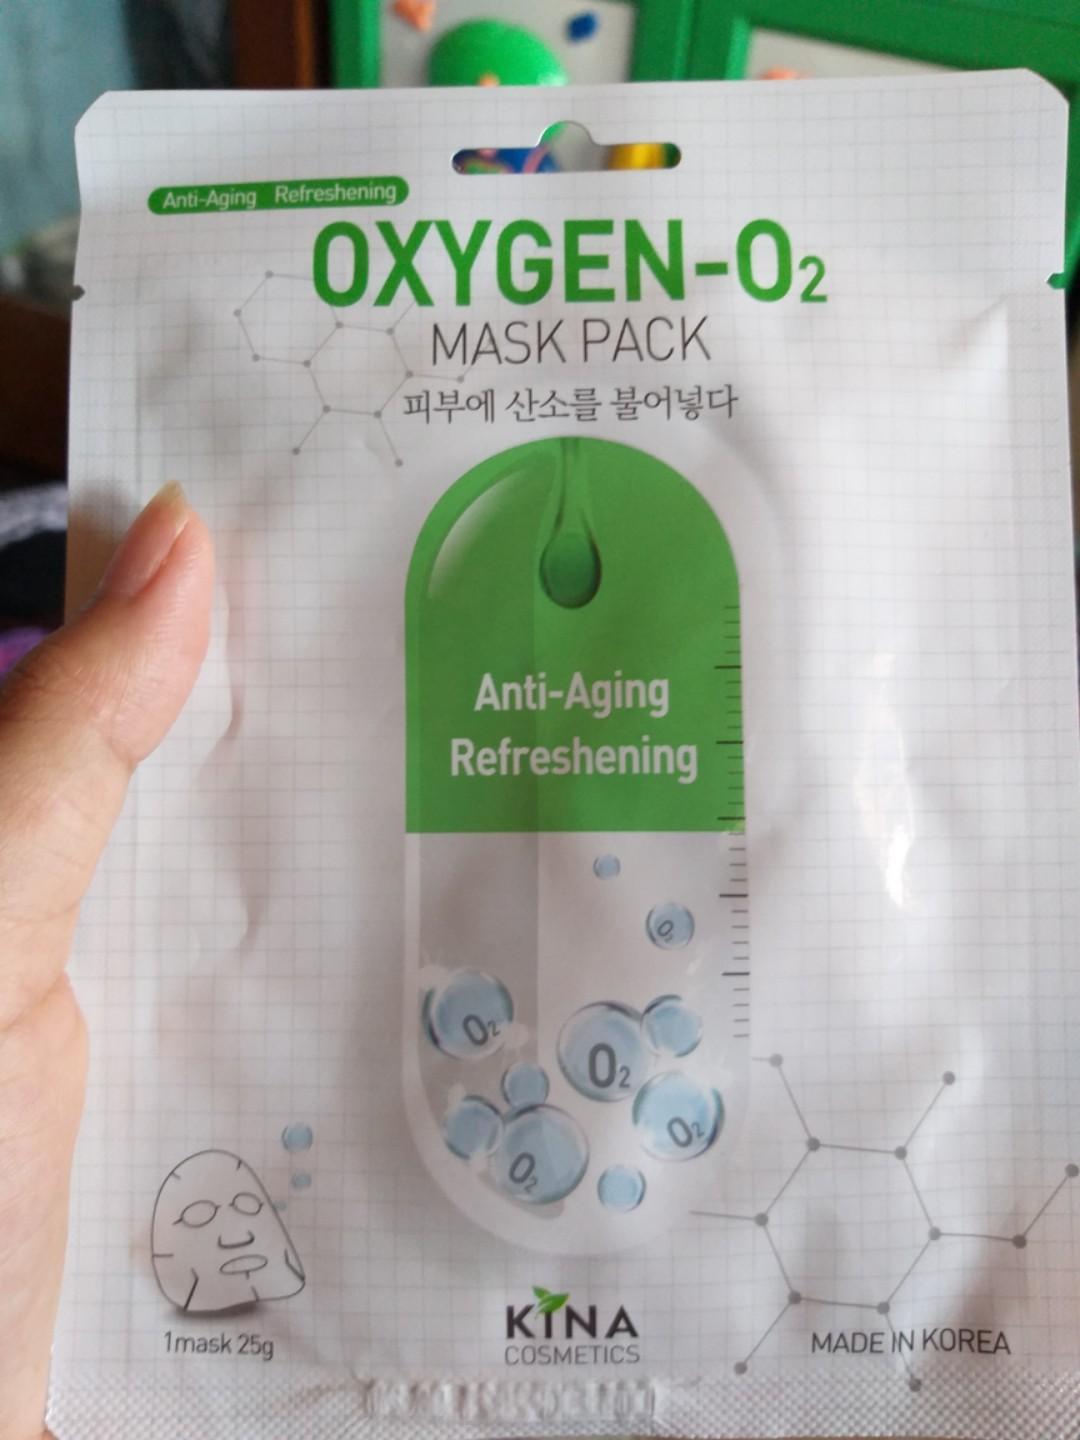 Anti-Aging Refreshening
OXYGEN-O2
MASK PACK
피부에 산소를 불어넣다
Anti-Aging
Refreshening
O2
O2
O2
O2
O2
1mask 25g
KINA
COSMETICS
MADE IN KOREA